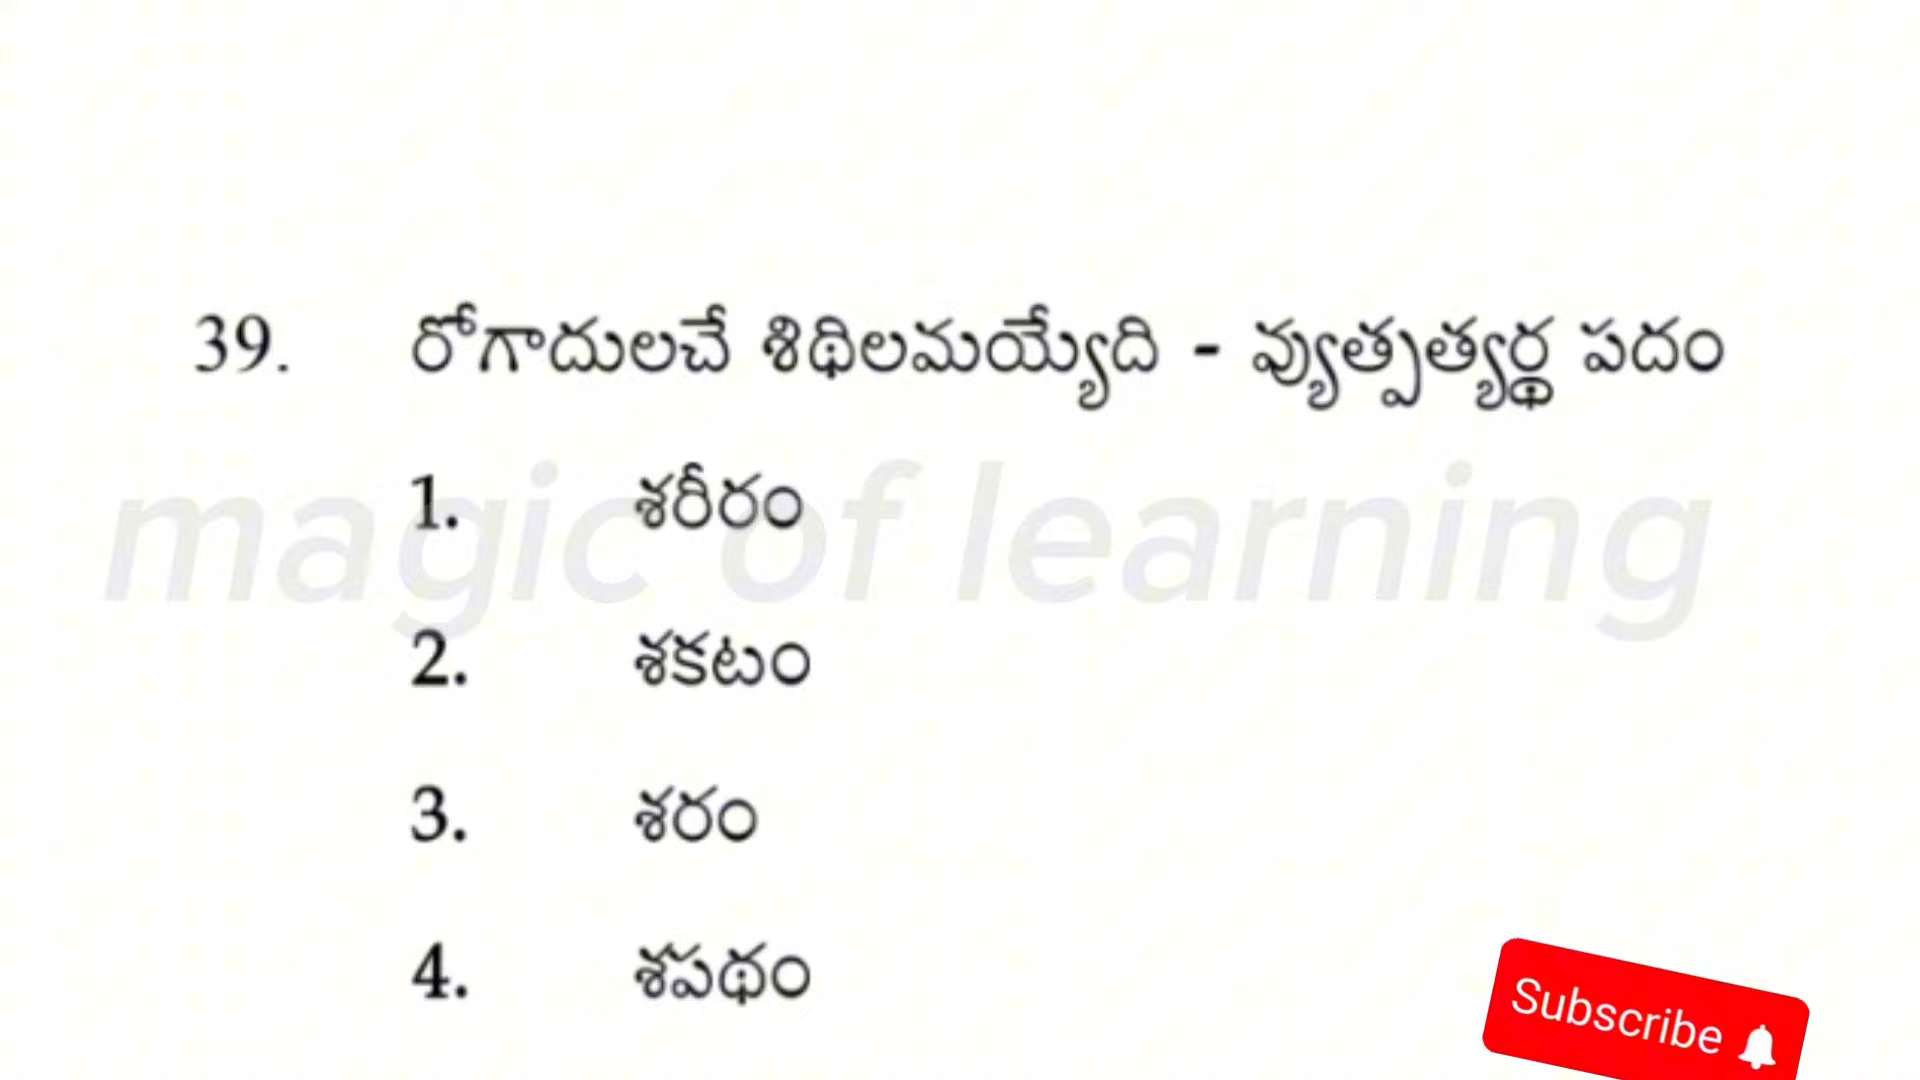 39. రోగాదులచే శిథిలమయ్యేది - వ్యుత్పత్యర్థ పదం
1. శరీరం
magic of learning
2. శకటం
3. శరం
4. శపథం
Subscribe